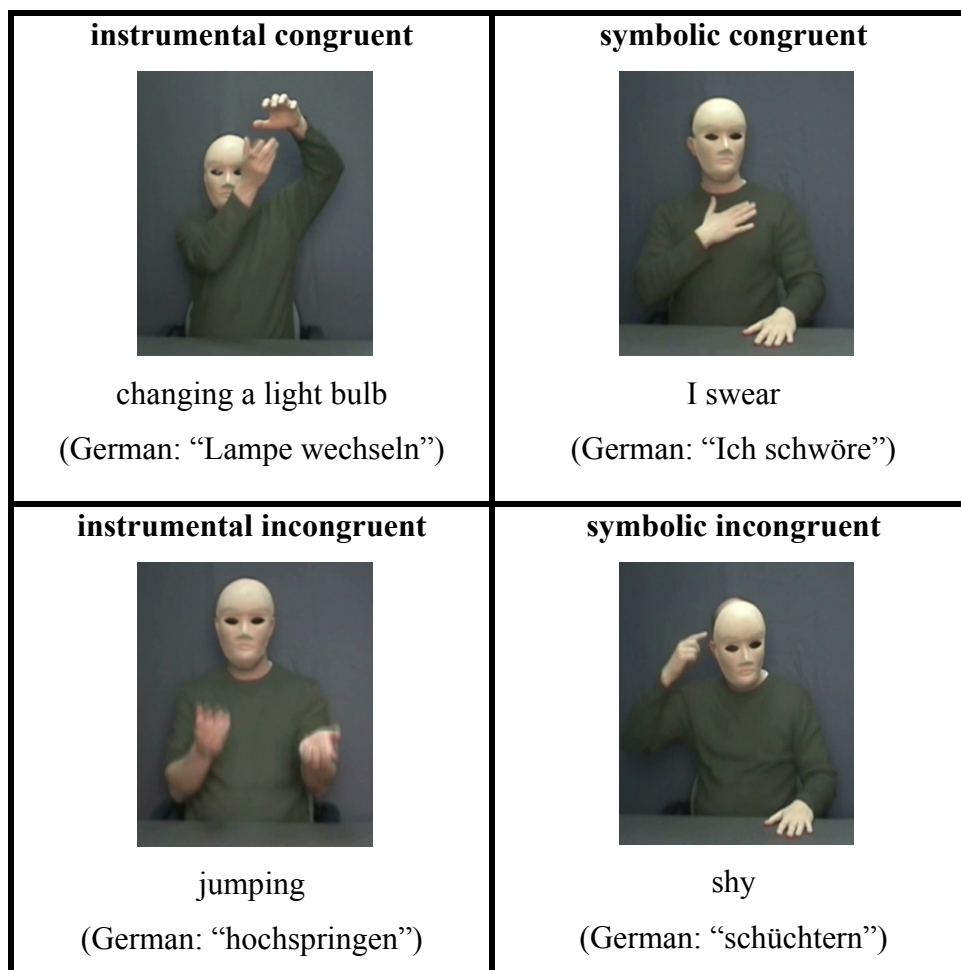 instrumental congruent
changing a light bulb
(German: “Lampe wechseln”)
symbolic congruent
I swear
(German: “Ich schwöre”)
instrumental incongruent
jumping
(German: “hochspringen”)
symbolic incongruent
shy
(German: “schüchtern”)